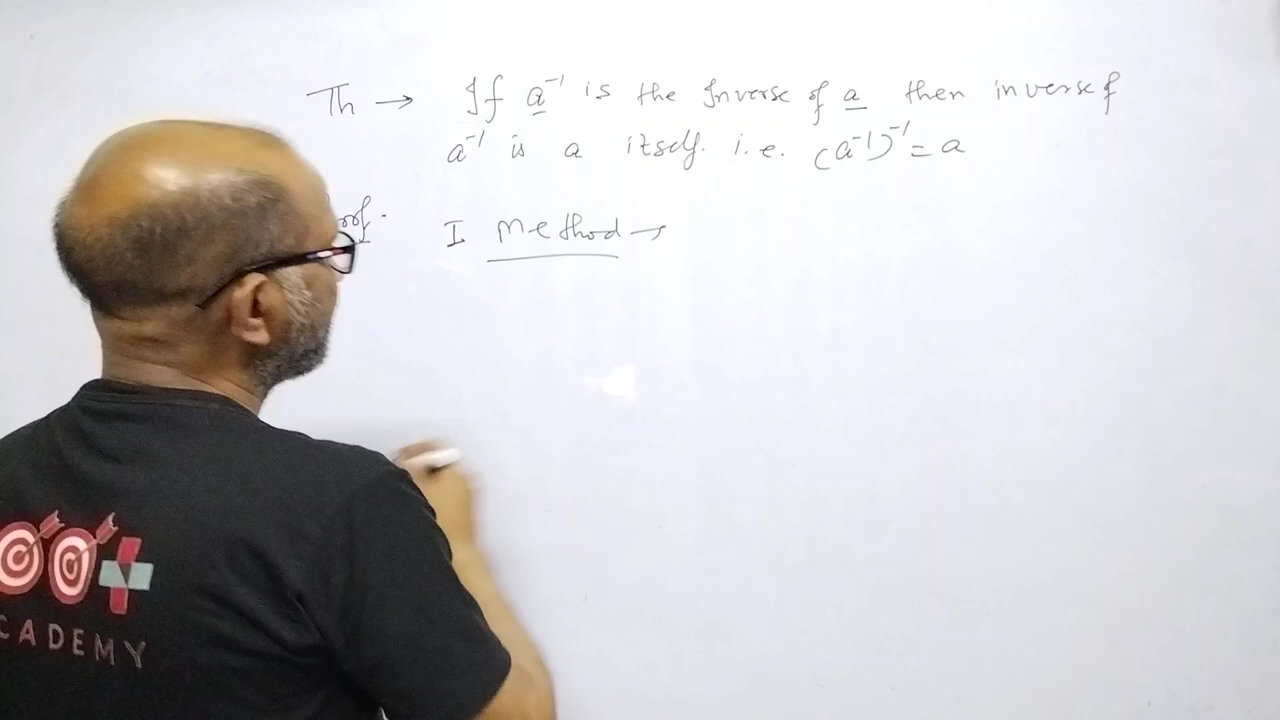 Th → If a⁻¹ is the Inverse of a then inverse of
a⁻¹ is a itself. i.e. (a⁻¹)⁻¹ = a
I Method →
CADEMY